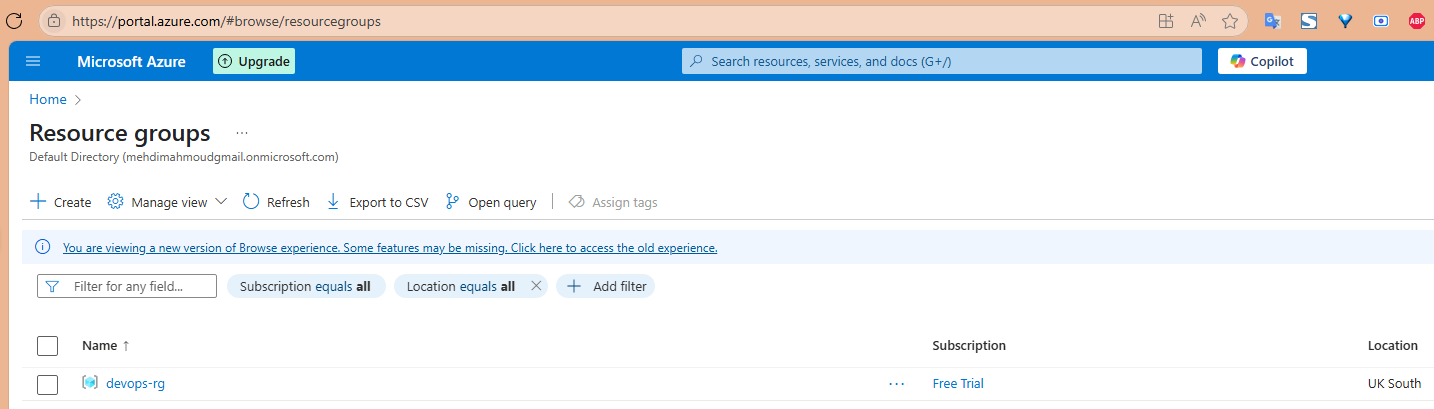 https://portal.azure.com/#browse/resourcegroups
ABP
Microsoft Azure Upgrade Search resources, services, and docs (G+/) Copilot
Home >
Resource groups ...
Default Directory (mehdimahmoudgmail.onmicrosoft.com)
+ Create Manage view Refresh Export to CSV Open query | Assign tags
You are viewing a new version of Browse experience. Some features may be missing. Click here to access the old experience.
Filter for any field... Subscription equals all Location equals all × + Add filter
Name ↑ Subscription Location
devops-rg ... Free Trial UK South